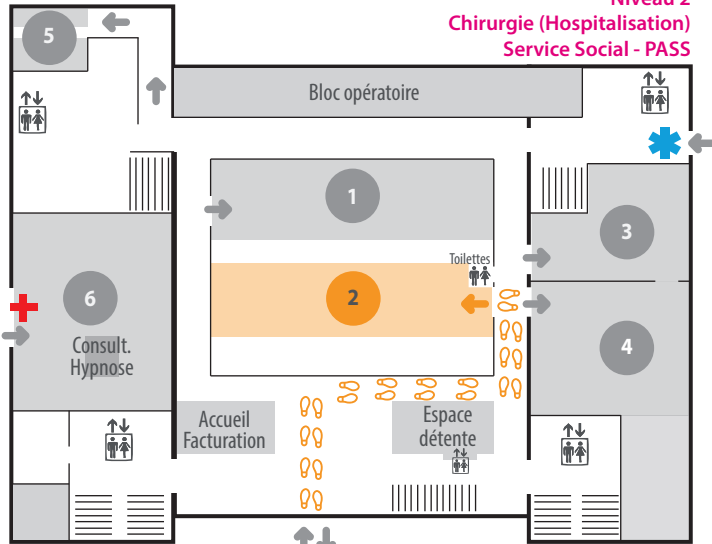 Niveau 2
Chirurgie (Hospitalisation)
Service Social - PASS
5
Bloc opératoire
1
3
Toilettes
2
6
4
Consult.
Hypnose
Accueil
Facturation
Espace
détente